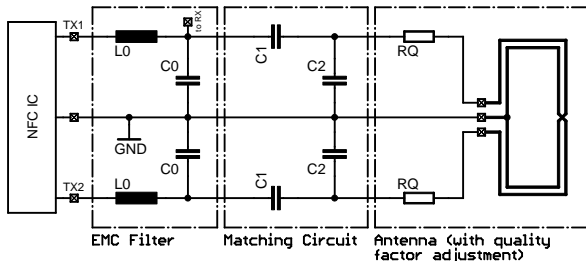 TX1
to RX
L0
C1
RQ
C0
C2
NFC IC
GND
C0
C2
L0
C1
RQ
TX2
EMC Filter
Matching Circuit
Antenna (with quality
factor adjustment)